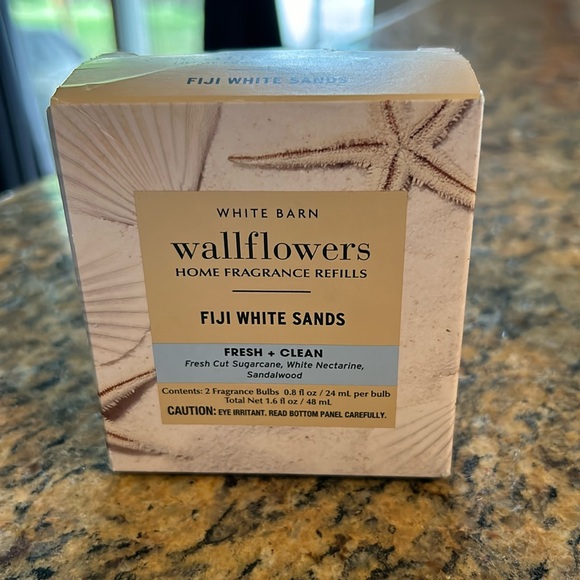 FIJI WHITE SANDS
WHITE BARN
wallflowers
HOME FRAGRANCE REFILLS
FIJI WHITE SANDS
FRESH + CLEAN
Fresh Cut Sugarcane, White Nectarine,
Sandalwood
Contents: 2 Fragrance Bulbs 0.8 fl oz / 24 mL per bulb
Total Net 1.6 fl oz / 48 mL
CAUTION: EYE IRRITANT. READ BOTTOM PANEL CAREFULLY.